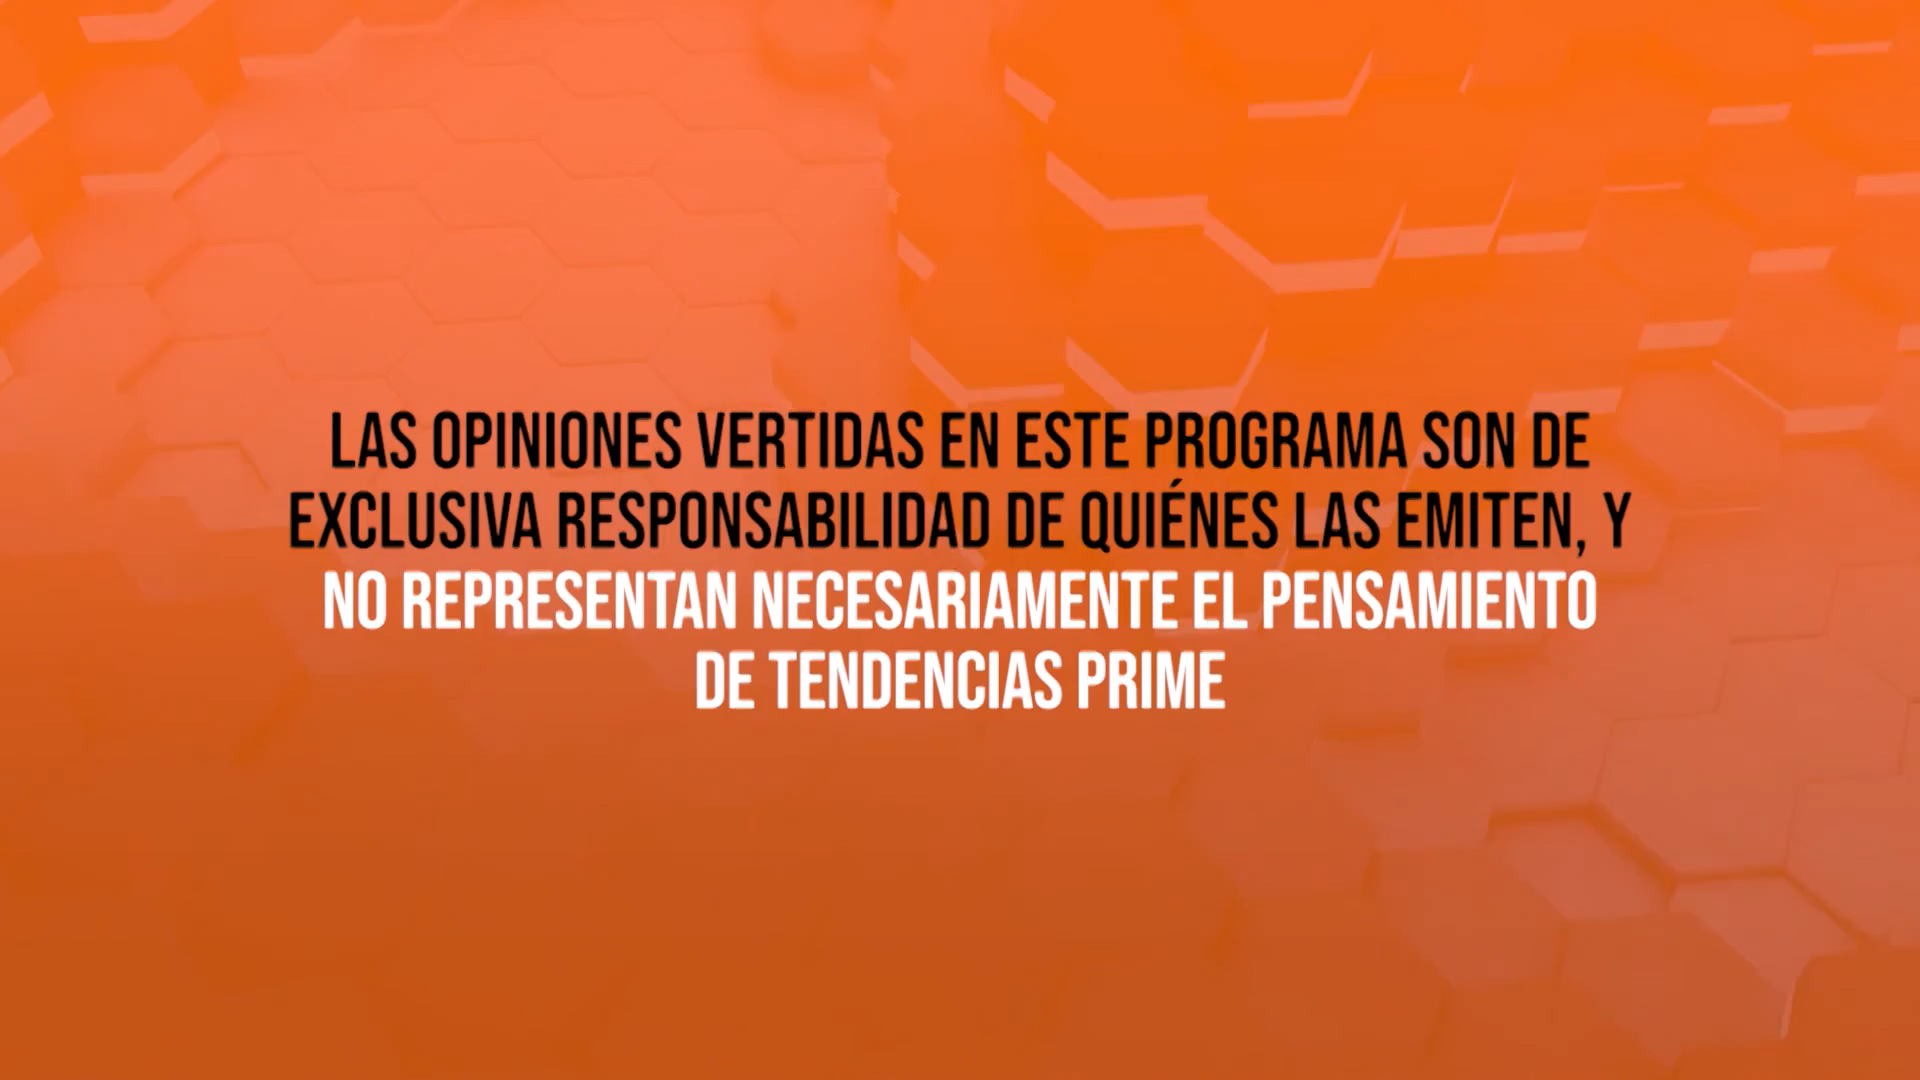 LAS OPINIONES VERTIDAS EN ESTE PROGRAMA SON DE
EXCLUSIVA RESPONSABILIDAD DE QUIÉNES LAS EMITEN, Y
NO REPRESENTAN NECESARIAMENTE EL PENSAMIENTO
DE TENDENCIAS PRIME